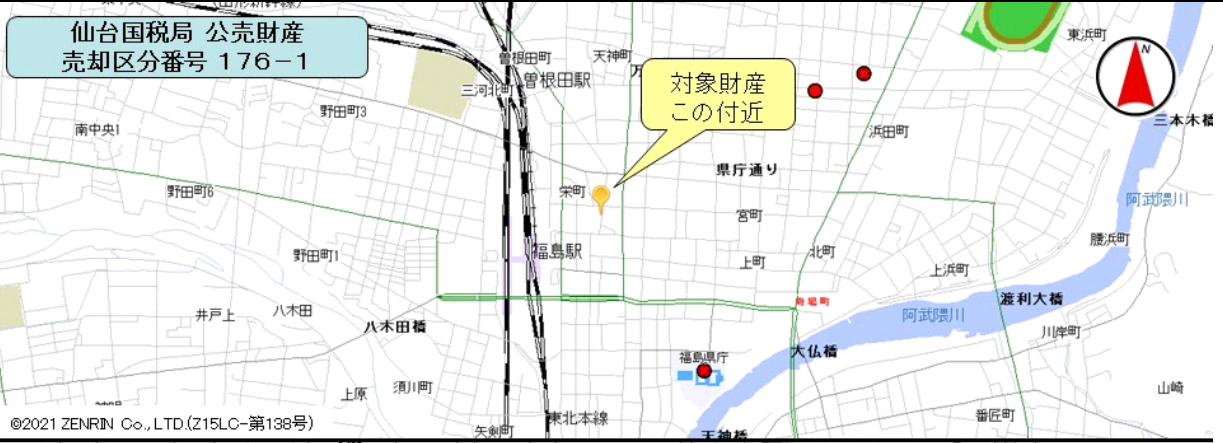 仙台国税局 公売財産
売却区分番号 176-1
対象財産
この付近
N
曽根田町
天神町
曽根田駅
三河北町
野田町3
南中央1
東浜町
三本木橋
浜田町
県庁通り
野田町6
栄町
宮町
阿武隈川
腰浜町
野田町1
福島駅
上町
北町
上浜町
渡利大橋
井戸上
八木田
八木田橋
阿武隈川
川岸町
大仏橋
福島県庁
上原
須川町
山崎
番匠町
東北本線
矢剣町
天神橋
©2021 ZENRIN Co., LTD.(Z15LC-第138号)